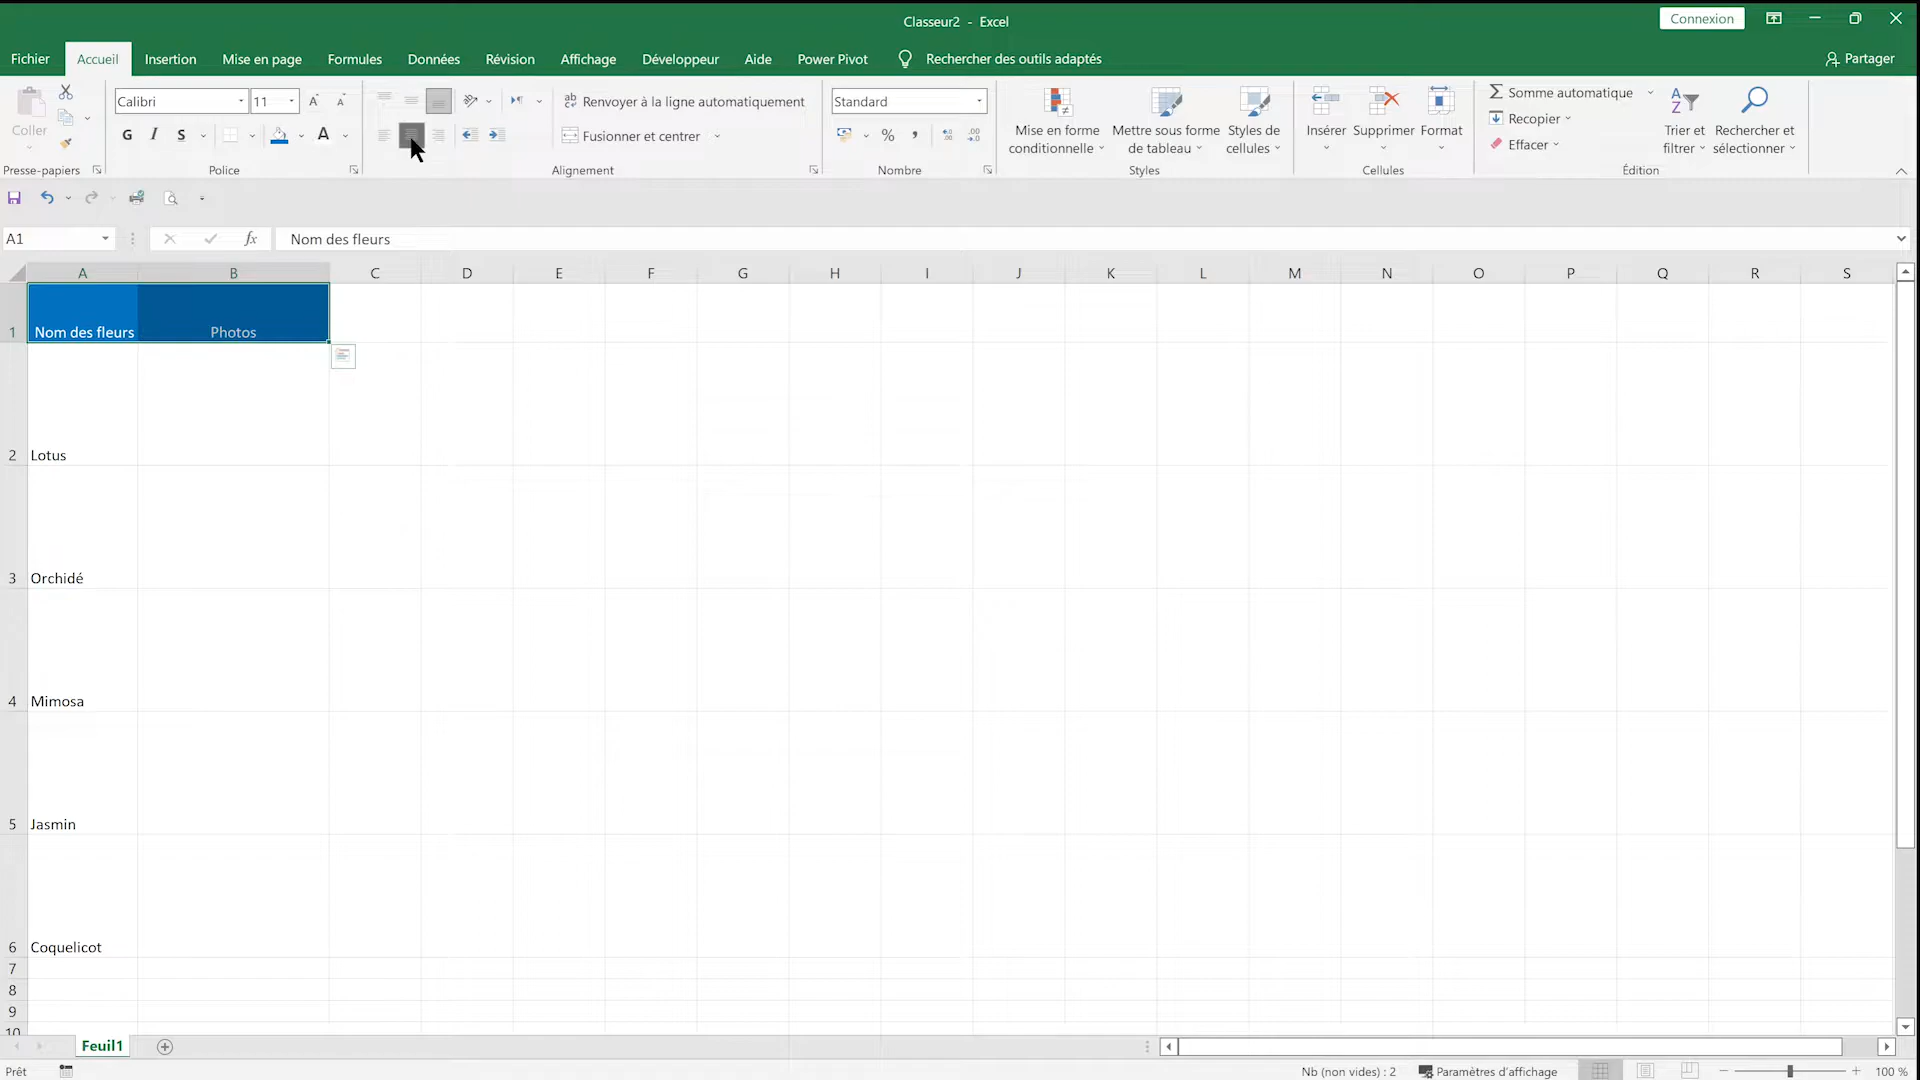 Classeur2 - Excel
Connexion
Fichier Accueil Insertion Mise en page Formules Données Révision Affichage Développeur Aide Power Pivot Rechercher des outils adaptés Partager
Coller
Presse-papiers
Calibri 11
G I S A
Police
Renvoyer à la ligne automatiquement
Fusionner et centrer
Alignement
Standard
%
Nombre
Mise en forme conditionnelle
Mettre sous forme de tableau
Styles de cellules
Styles
Insérer Supprimer Format
Cellules
Somme automatique
Recopier
Effacer
Trier et filtrer
Rechercher et sélectionner
Édition
A1 fx Nom des fleurs
A B C D E F G H I J K L M N O P Q R S
1 Nom des fleurs Photos
2 Lotus
3 Orchidé
4 Mimosa
5 Jasmin
6 Coquelicot
7
8
9
10
Feuil1
Prêt Nb (non vides) : 2 Paramètres d'affichage 100 %